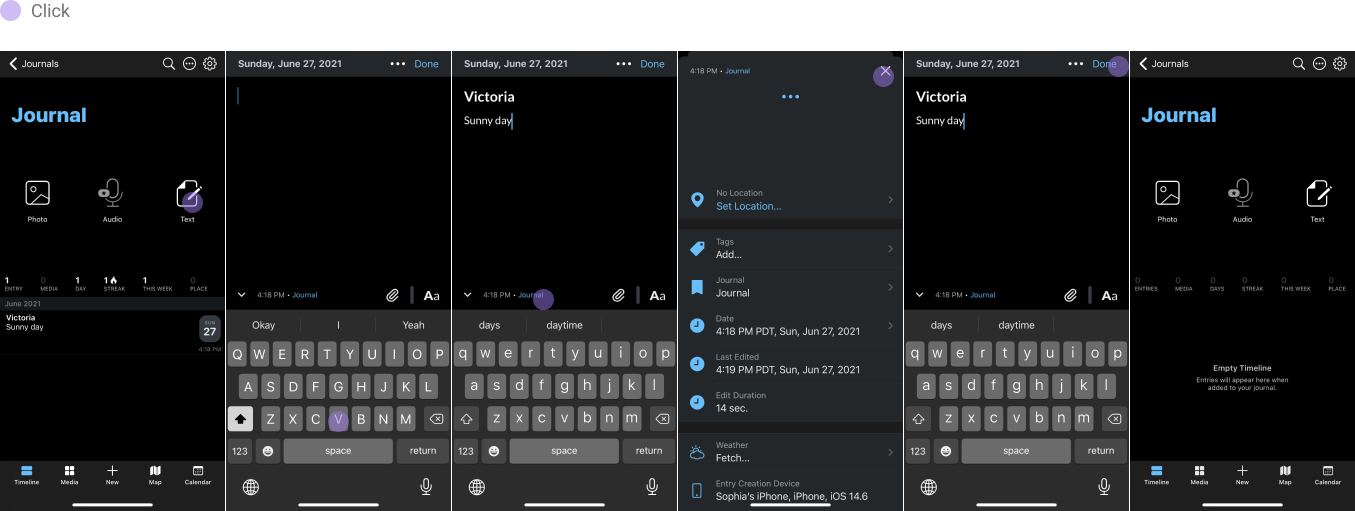 Click
Journals
Journal
Photo
Audio
Text
1 0 1 1 1 0
ENTRY MEDIA DAY STREAK THIS WEEK PLACE
June 2021
Victoria
Sunny day
SUN
27
4:18 PM
Timeline Media New Map Calendar
Sunday, June 27, 2021 ••• Done
4:18 PM • Journal
Aa
Okay I Yeah
Q W E R T Y U I O P
A S D F G H J K L
Z X C V B N M
123 space return
Sunday, June 27, 2021 ••• Done
Victoria
Sunny day
4:18 PM • Journal
Aa
days daytime
q w e r t y u i o p
a s d f g h j k l
z x c v b n m
123 space return
4:18 PM • Journal
•••
No Location
Set Location...
Tags
Add...
Journal
Journal
Date
4:18 PM PDT, Sun, Jun 27, 2021
Last Edited
4:19 PM PDT, Sun, Jun 27, 2021
Edit Duration
14 sec.
Weather
Fetch...
Entry Creation Device
Sophia's iPhone, iPhone, iOS 14.6
Sunday, June 27, 2021 ••• Done
Victoria
Sunny day
4:18 PM • Journal
Aa
days daytime
q w e r t y u i o p
a s d f g h j k l
z x c v b n m
123 space return
Journals
Journal
Photo
Audio
Text
0 0 0 0 0 0
ENTRIES MEDIA DAYS STREAK THIS WEEK PLACE
Empty Timeline
Entries will appear here when
added to your journal.
Timeline Media New Map Calendar